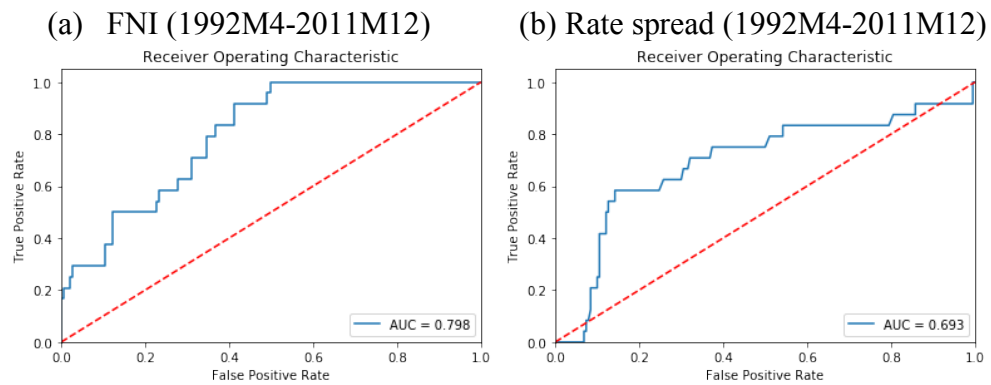 (a) FNI (1992M4-2011M12)
Receiver Operating Characteristic
1.0
0.8
0.6
0.4
0.2
0.0
True Positive Rate
0.0 0.2 0.4 0.6 0.8 1.0
False Positive Rate
AUC = 0.798
(b) Rate spread (1992M4-2011M12)
Receiver Operating Characteristic
1.0
0.8
0.6
0.4
0.2
0.0
True Positive Rate
0.0 0.2 0.4 0.6 0.8 1.0
False Positive Rate
AUC = 0.693